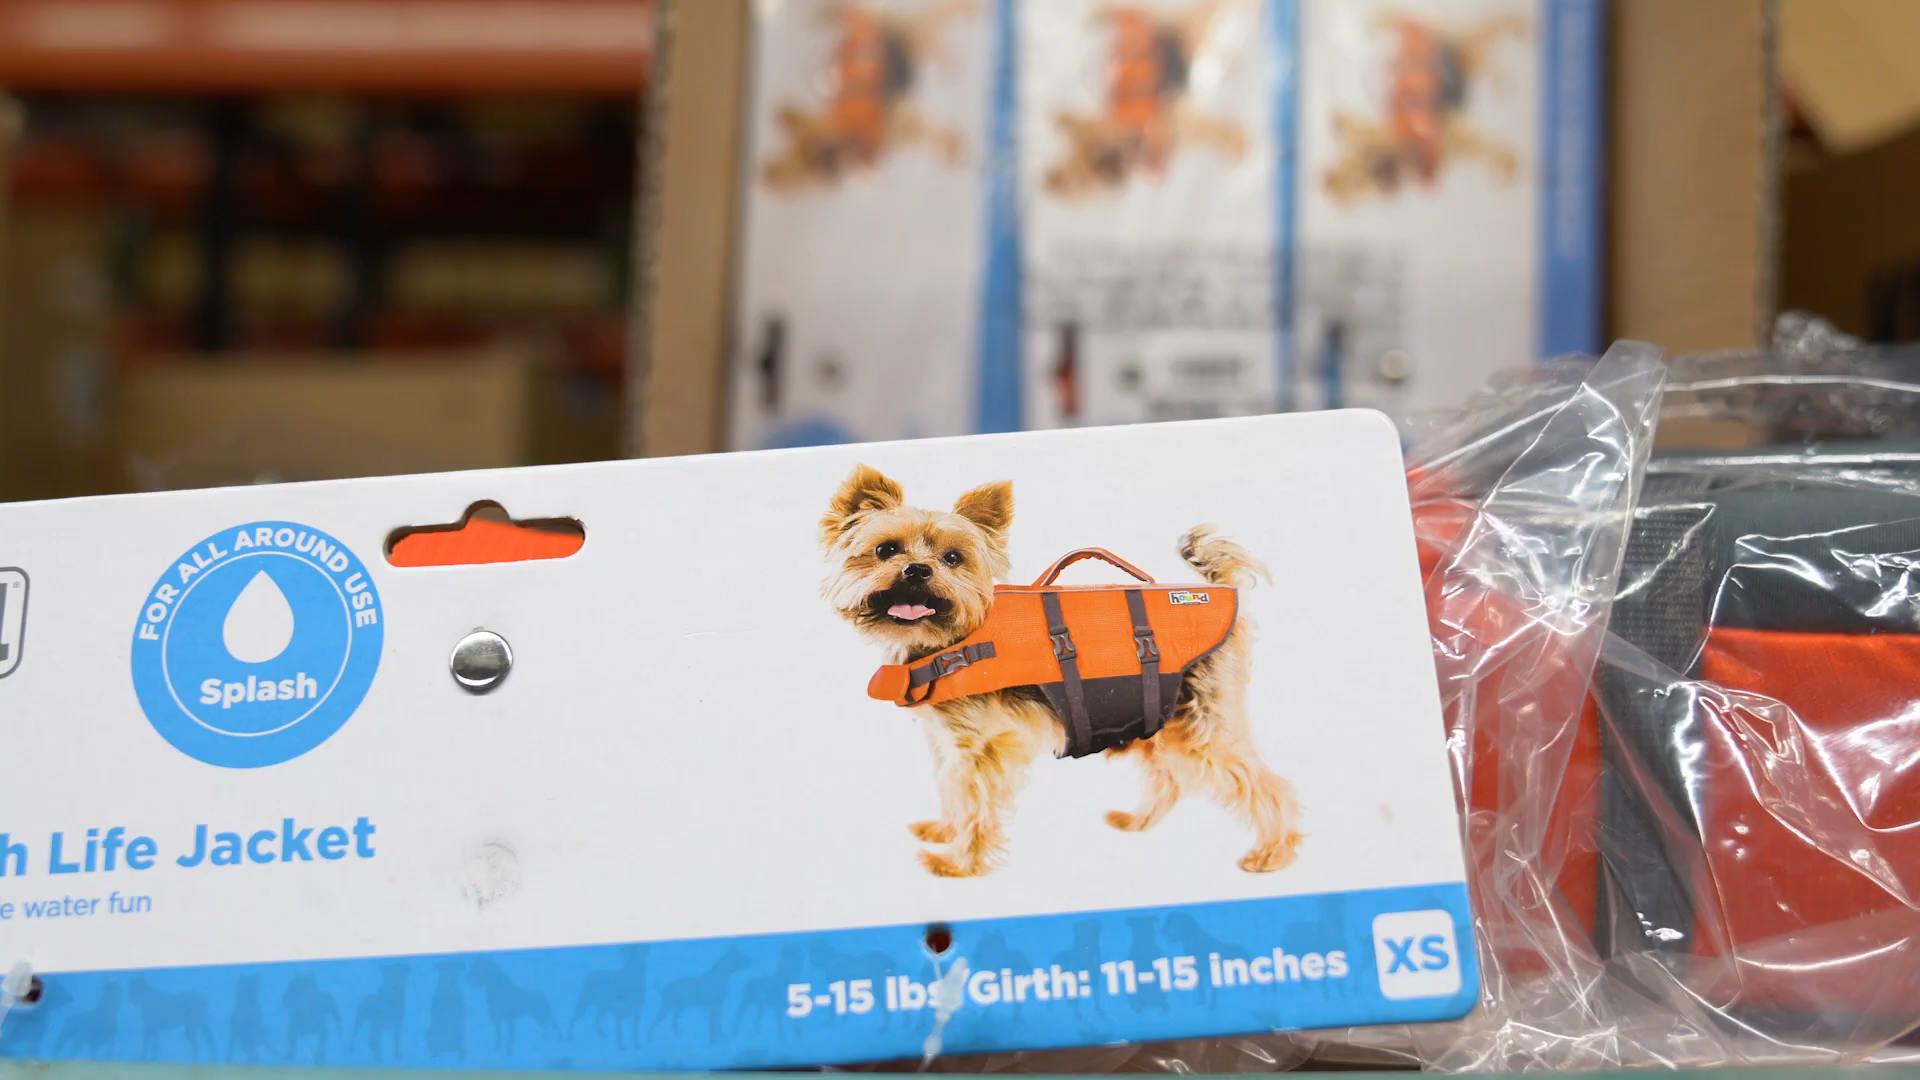 FOR ALL AROUND USE
Splash
h Life Jacket
e water fun
hound
5-15 lbs/Girth: 11-15 inches
XS